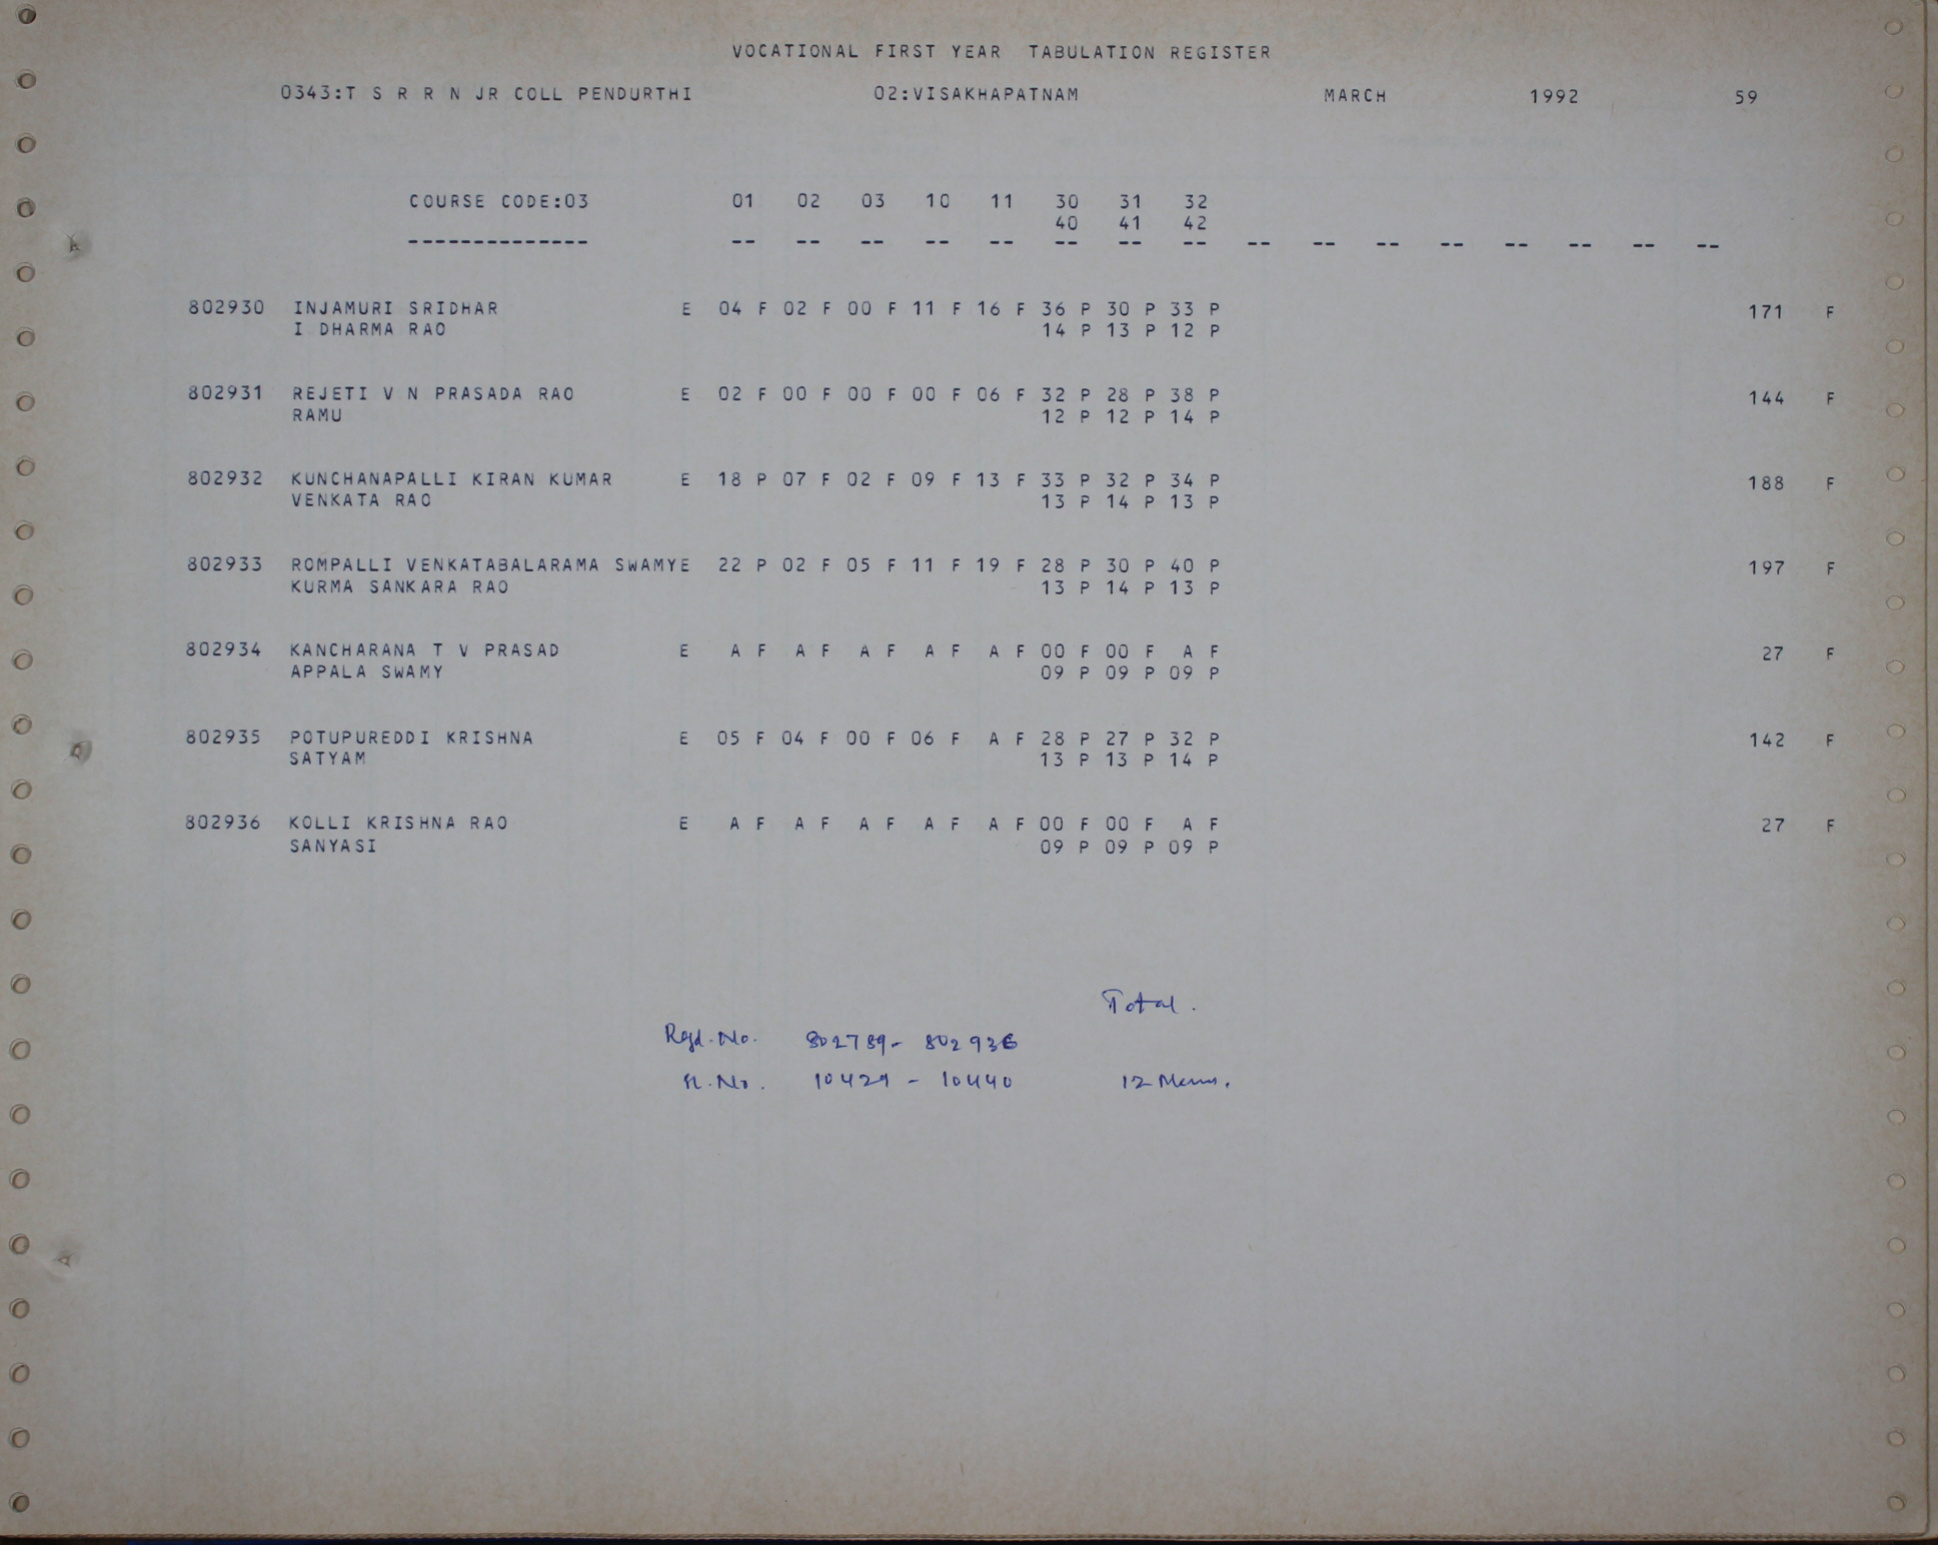 VOCATIONAL FIRST YEAR TABULATION REGISTER
0343:T S R R N JR COLL PENDURTHI 02:VISAKHAPATNAM MARCH 1992 59
COURSE CODE:03 01 02 03 10 11 30 31 32
40 41 42
-------------- -- -- -- -- -- -- -- -- -- -- -- -- -- -- -- --
802930 INJAMURI SRIDHAR E 04 F 02 F 00 F 11 F 16 F 36 P 30 P 33 P 171 F
I DHARMA RAO 14 P 13 P 12 P
802931 REJETI V N PRASADA RAO E 02 F 00 F 00 F 00 F 06 F 32 P 28 P 38 P 144 F
RAMU 12 P 12 P 14 P
802932 KUNCHANAPALLI KIRAN KUMAR E 18 P 07 F 02 F 09 F 13 F 33 P 32 P 34 P 188 F
VENKATA RAO 13 P 14 P 13 P
802933 ROMPALLI VENKATABALARAMA SWAMYE 22 P 02 F 05 F 11 F 19 F 28 P 30 P 40 P 197 F
KURMA SANKARA RAO 13 P 14 P 13 P
802934 KANCHARANA T V PRASAD E A F A F A F A F A F 00 F 00 F A F 27 F
APPALA SWAMY 09 P 09 P 09 P
802935 POTUPUREDDI KRISHNA E 05 F 04 F 00 F 06 F A F 28 P 27 P 32 P 142 F
SATYAM 13 P 13 P 14 P
802936 KOLLI KRISHNA RAO E A F A F A F A F A F 00 F 00 F A F 27 F
SANYASI 09 P 09 P 09 P
Total.
Regd. No. 802789- 802936
Sl. No. 10429 - 10440 12